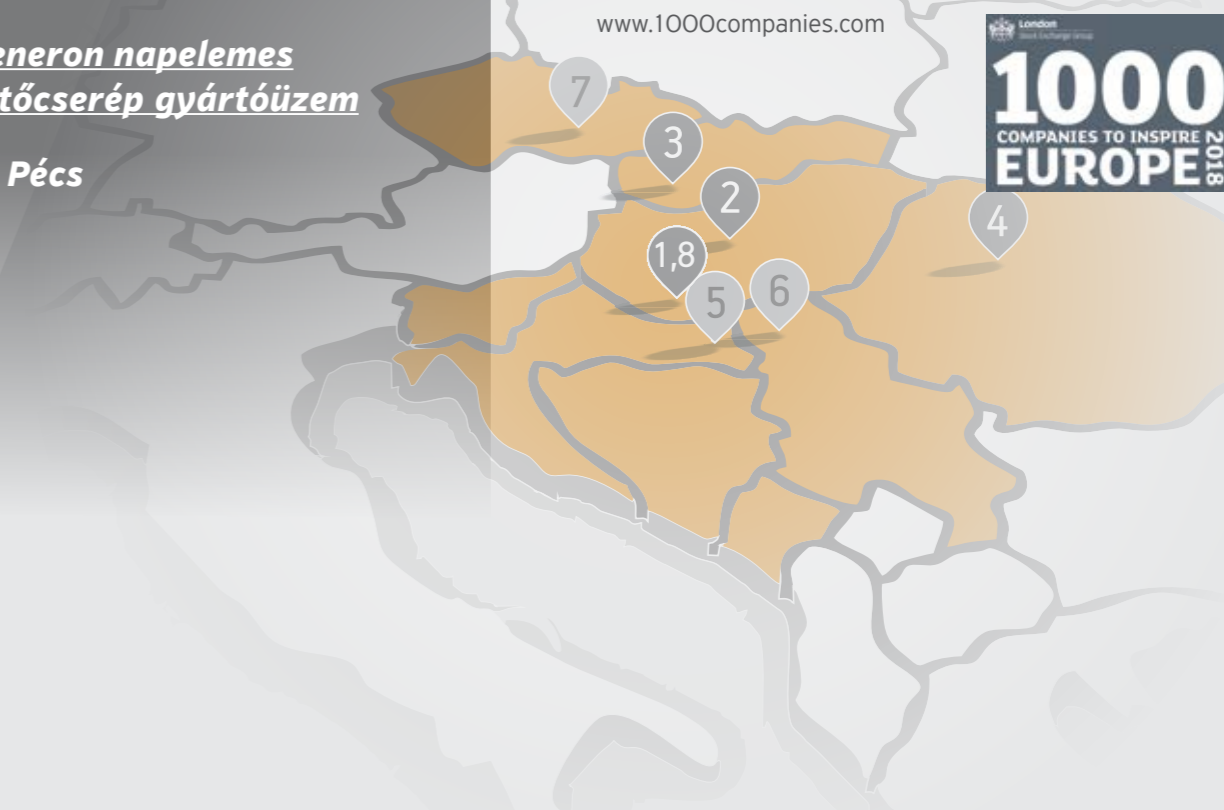 eneron napelemes
tőcserép gyártóüzem
Pécs
www.1000companies.com
London
Stock Exchange Group
1000
COMPANIES TO INSPIRE
EUROPE
2018
7
3
2
4
1,8
5
6